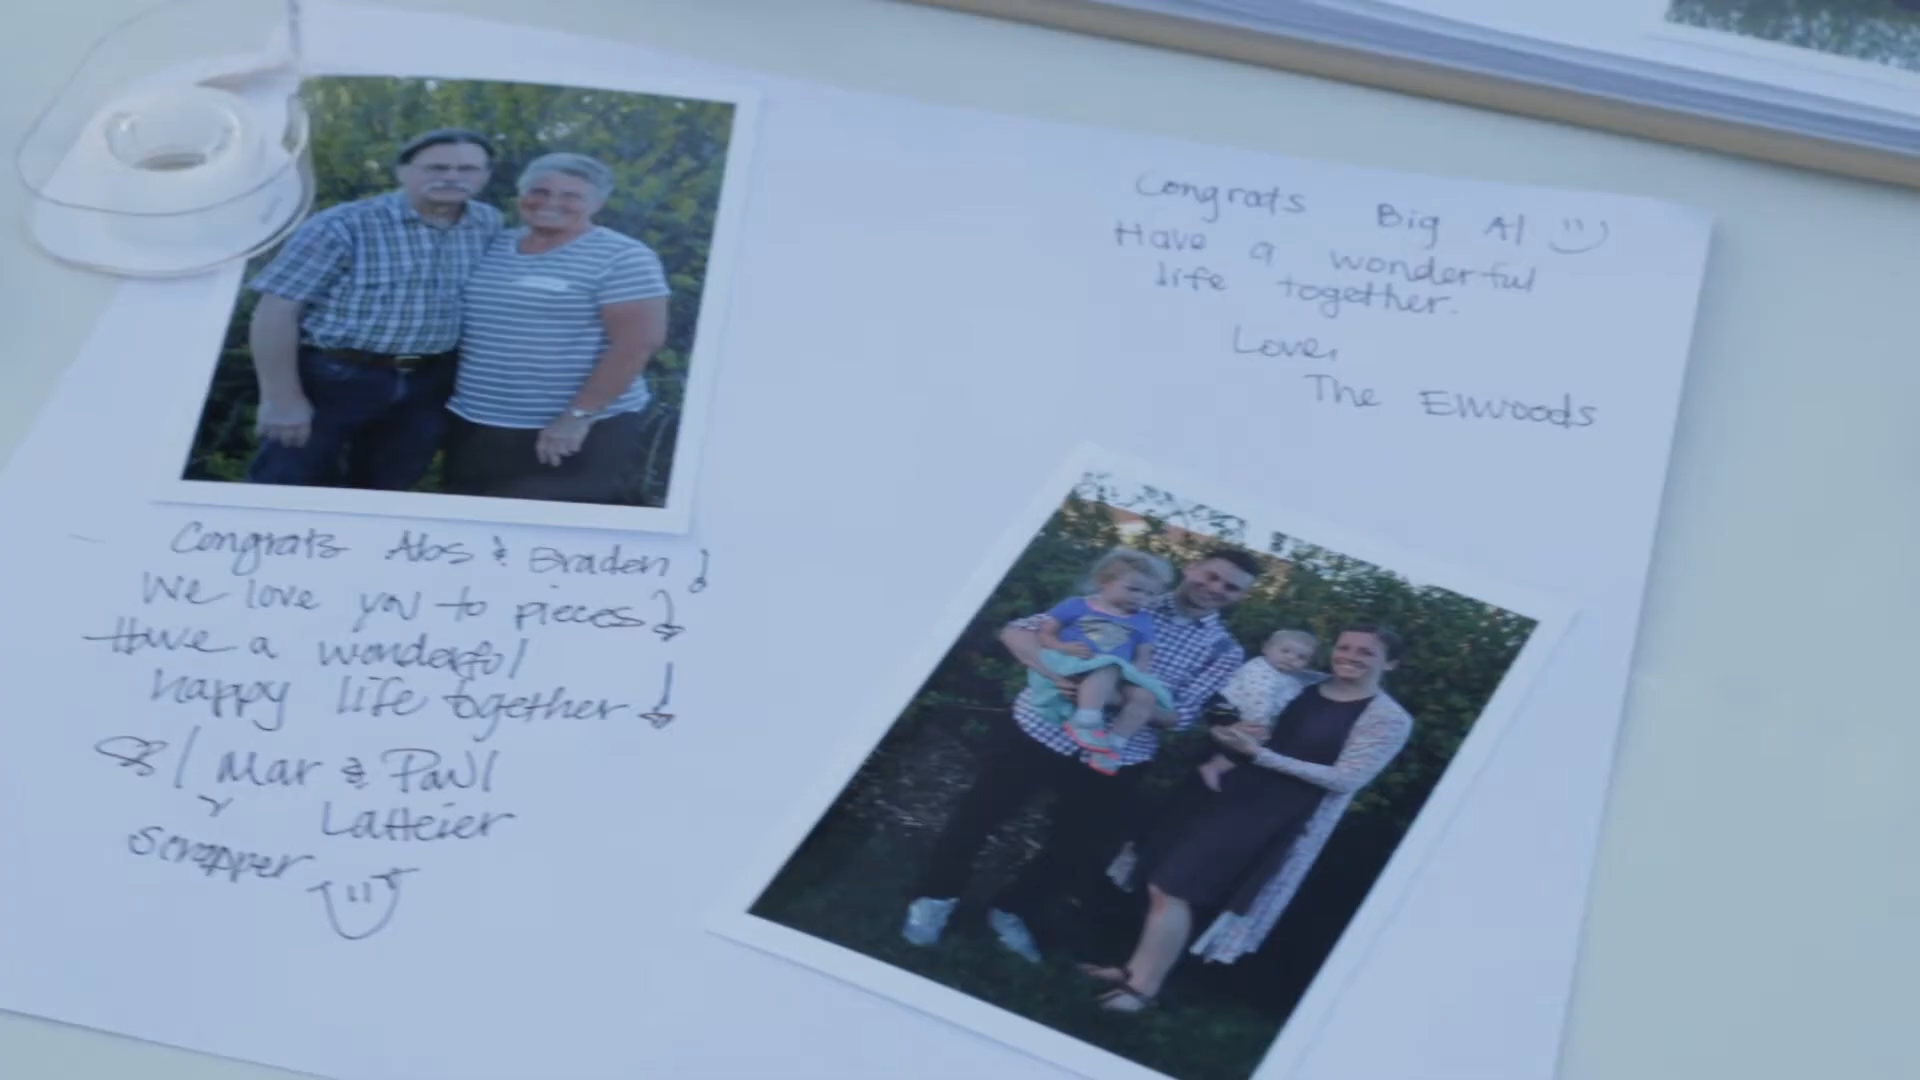 Congrats Abs & Braden!
We love you to pieces!
Have a wonderful
happy life together!
Mar & Paul
Latteier
Scrapper
Congrats Big Al
Have a wonderful
life together.
Love,
The Ellwoods